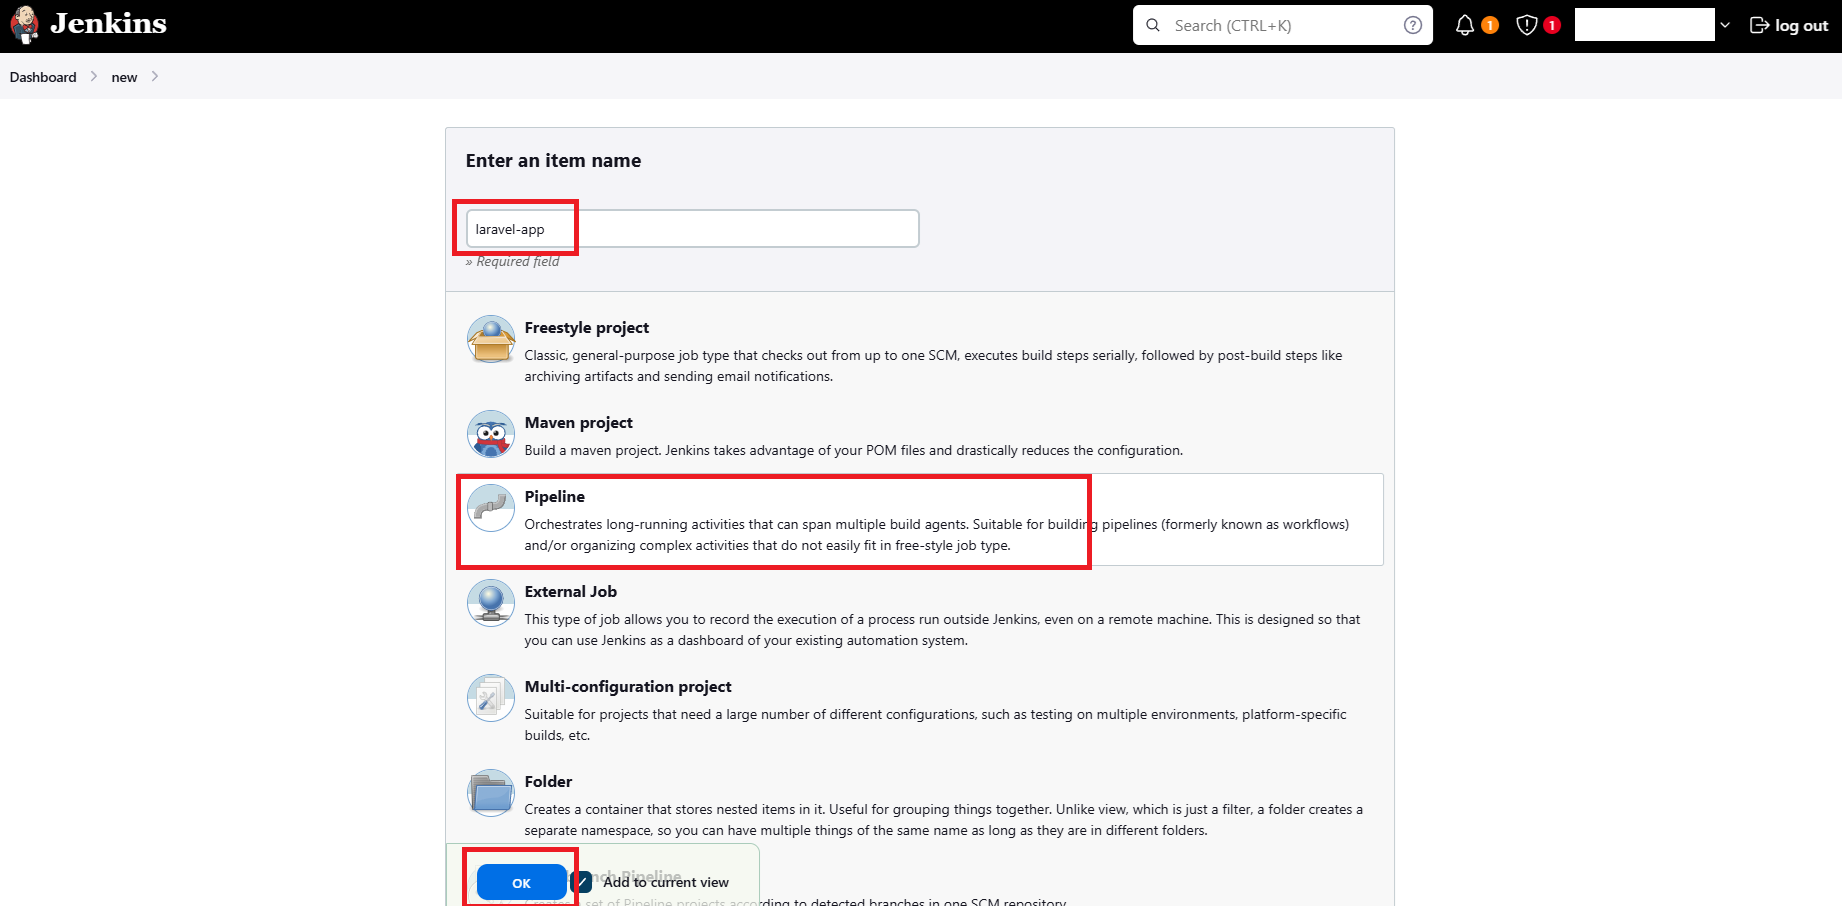 Jenkins
Search (CTRL+K)
1
1
log out
Dashboard
new
Enter an item name
laravel-app
» Required field
Freestyle project
Classic, general-purpose job type that checks out from up to one SCM, executes build steps serially, followed by post-build steps like
archiving artifacts and sending email notifications.
Maven project
Build a maven project. Jenkins takes advantage of your POM files and drastically reduces the configuration.
Pipeline
Orchestrates long-running activities that can span multiple build agents. Suitable for building pipelines (formerly known as workflows)
and/or organizing complex activities that do not easily fit in free-style job type.
External Job
This type of job allows you to record the execution of a process run outside Jenkins, even on a remote machine. This is designed so that
you can use Jenkins as a dashboard of your existing automation system.
Multi-configuration project
Suitable for projects that need a large number of different configurations, such as testing on multiple environments, platform-specific
builds, etc.
Folder
Creates a container that stores nested items in it. Useful for grouping things together. Unlike view, which is just a filter, a folder creates a
separate namespace, so you can have multiple things of the same name as long as they are in different folders.
Pipeline
OK
Add to current view
set of Pipeline projects according to detected branches in one SCM repository.